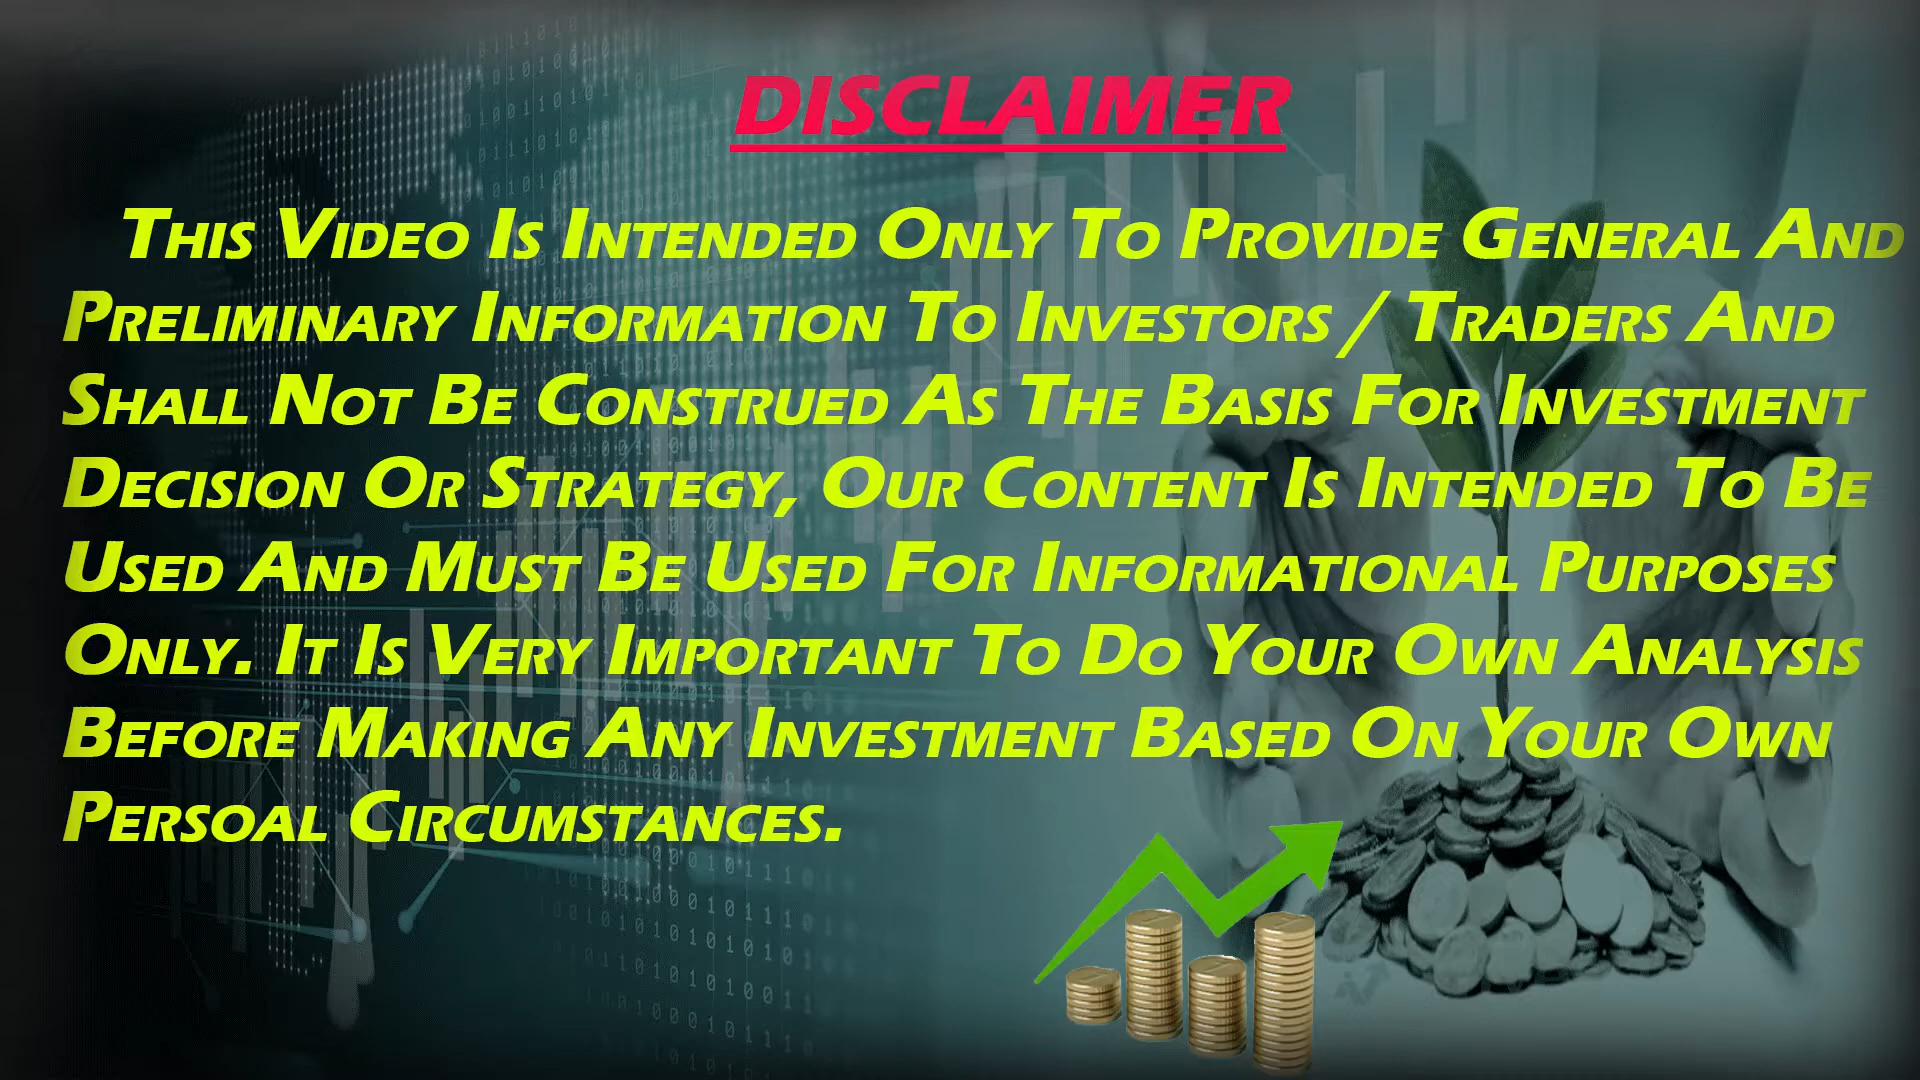 DISCLAIMER
This Video Is Intended Only To Provide General And
Preliminary Information To Investors / Traders And
Shall Not Be Construed As The Basis For Investment
Decision Or Strategy, Our Content Is Intended To Be
Used And Must Be Used For Informational Purposes
Only. It Is Very Important To Do Your Own Analysis
Before Making Any Investment Based On Your Own
Persoal Circumstances.